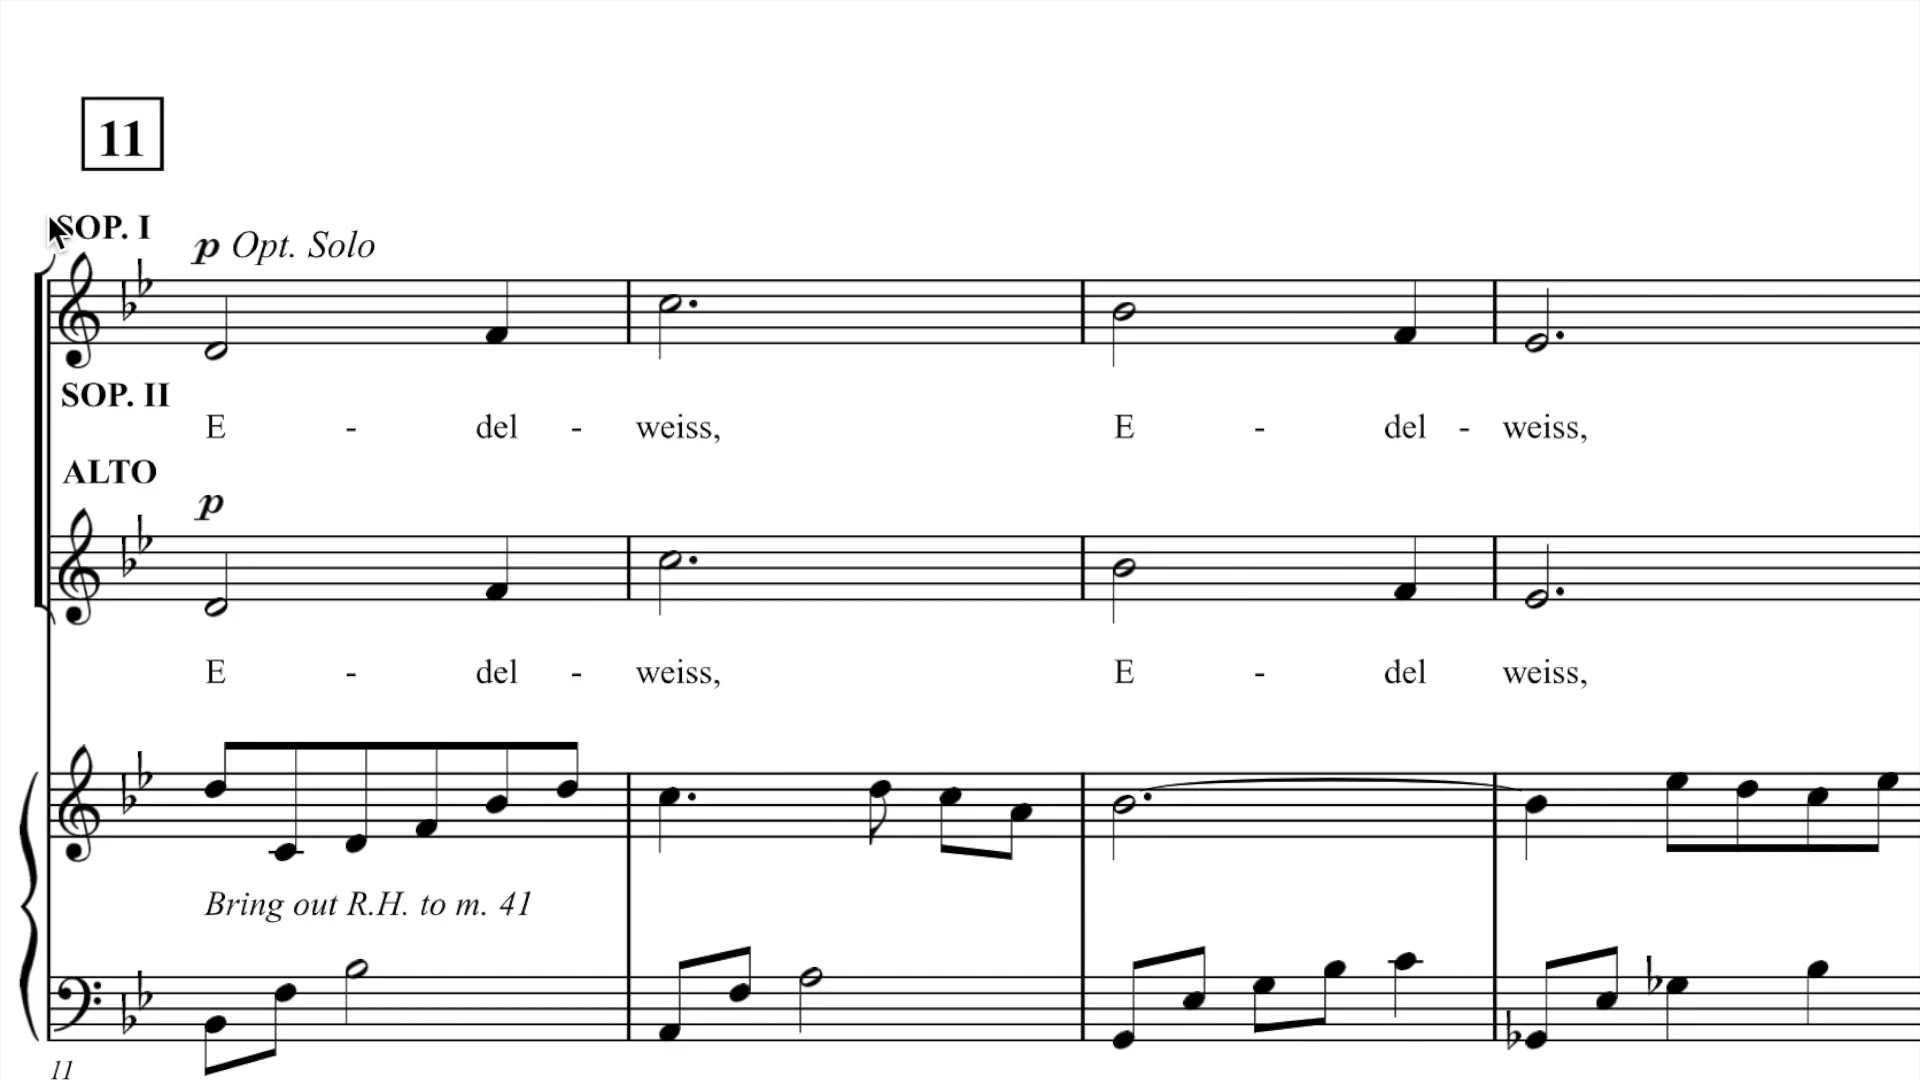 11
SOP. I
p Opt. Solo
SOP. II
E - del - weiss, E - del - weiss,
ALTO
p
E - del - weiss, E - del weiss,
Bring out R.H. to m. 41
11